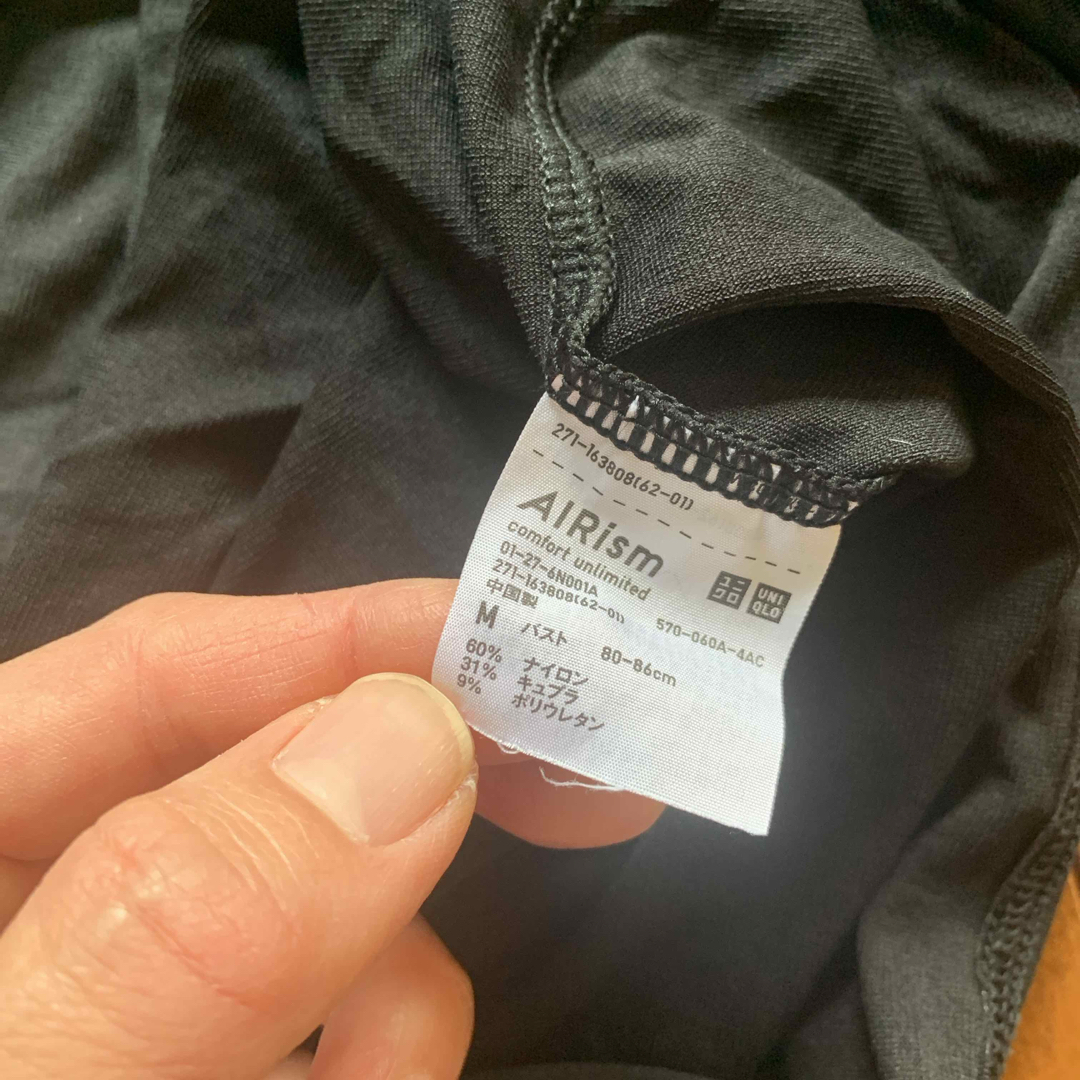 271-163808(62-01)
AIRism
comfort unlimited
ユニクロ
UNIQLO
01-27-6N001A
271-163808(62-01) 570-060A-4AC
中国製
M バスト 80-86cm
60% ナイロン
31% キュプラ
9% ポリウレタン